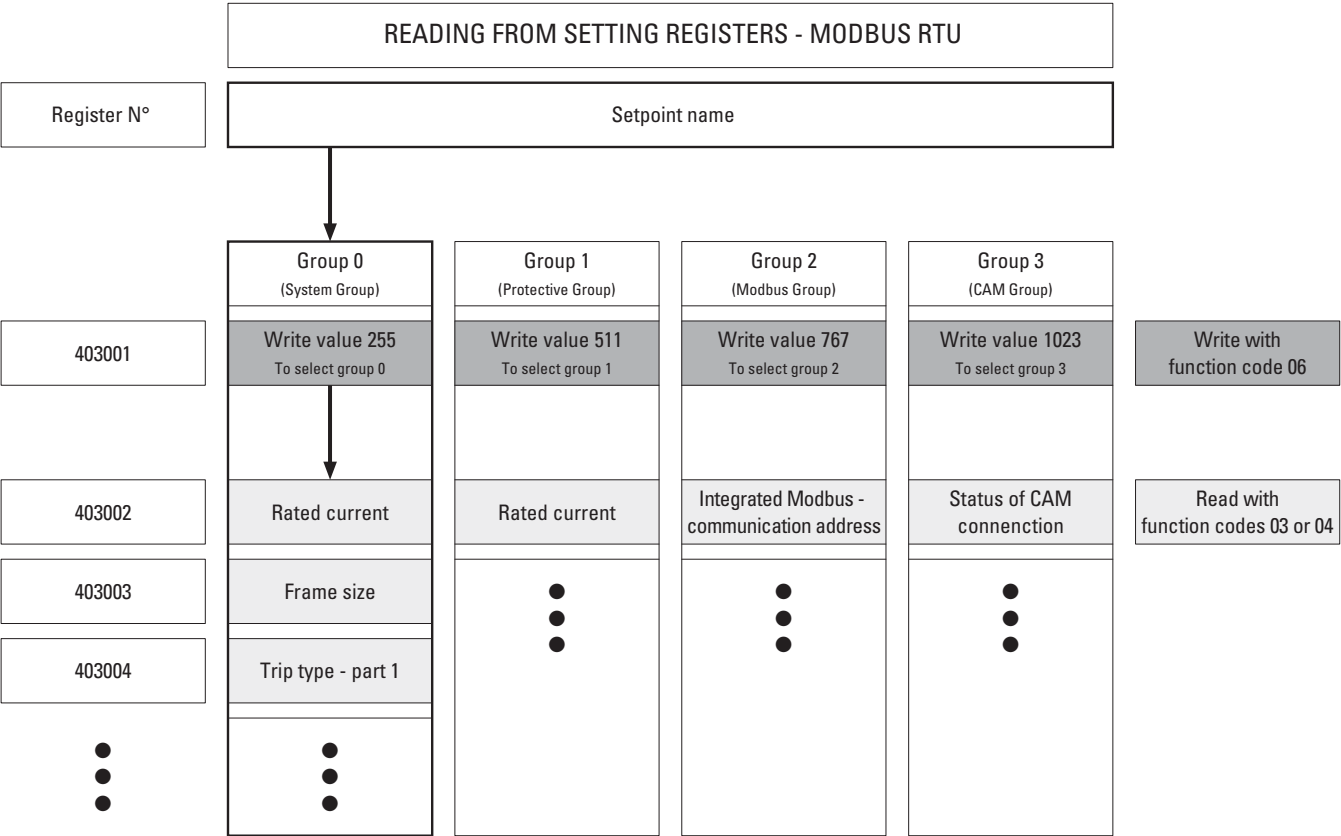 READING FROM SETTING REGISTERS - MODBUS RTU
Register N°
Setpoint name
Group 0
(System Group)
Group 1
(Protective Group)
Group 2
(Modbus Group)
Group 3
(CAM Group)
403001
Write value 255
To select group 0
Write value 511
To select group 1
Write value 767
To select group 2
Write value 1023
To select group 3
Write with
function code 06
403002
Rated current
Rated current
Integrated Modbus -
communication address
Status of CAM
connenction
Read with
function codes 03 or 04
403003
Frame size
403004
Trip type - part 1